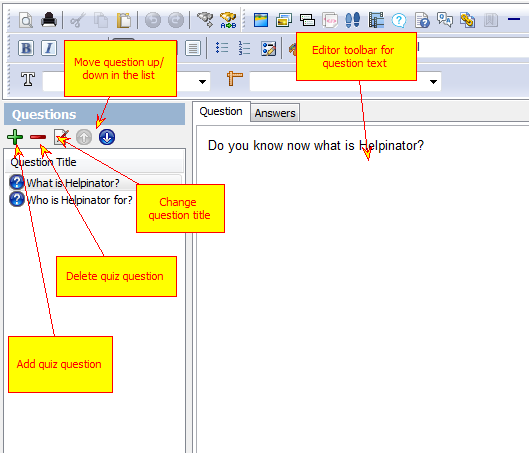 B I
Move question up/
down in the list
Editor toolbar for
question text
Questions
Question Answers
Do you know now what is Helpinator?
Question Title
What is Helpinator?
Who is Helpinator for?
Change
question title
Delete quiz question
Add quiz question